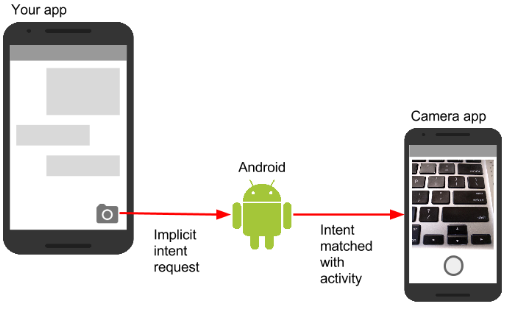 Your app
Camera app
Android
Implicit
intent
request
Intent
matched
with
activity